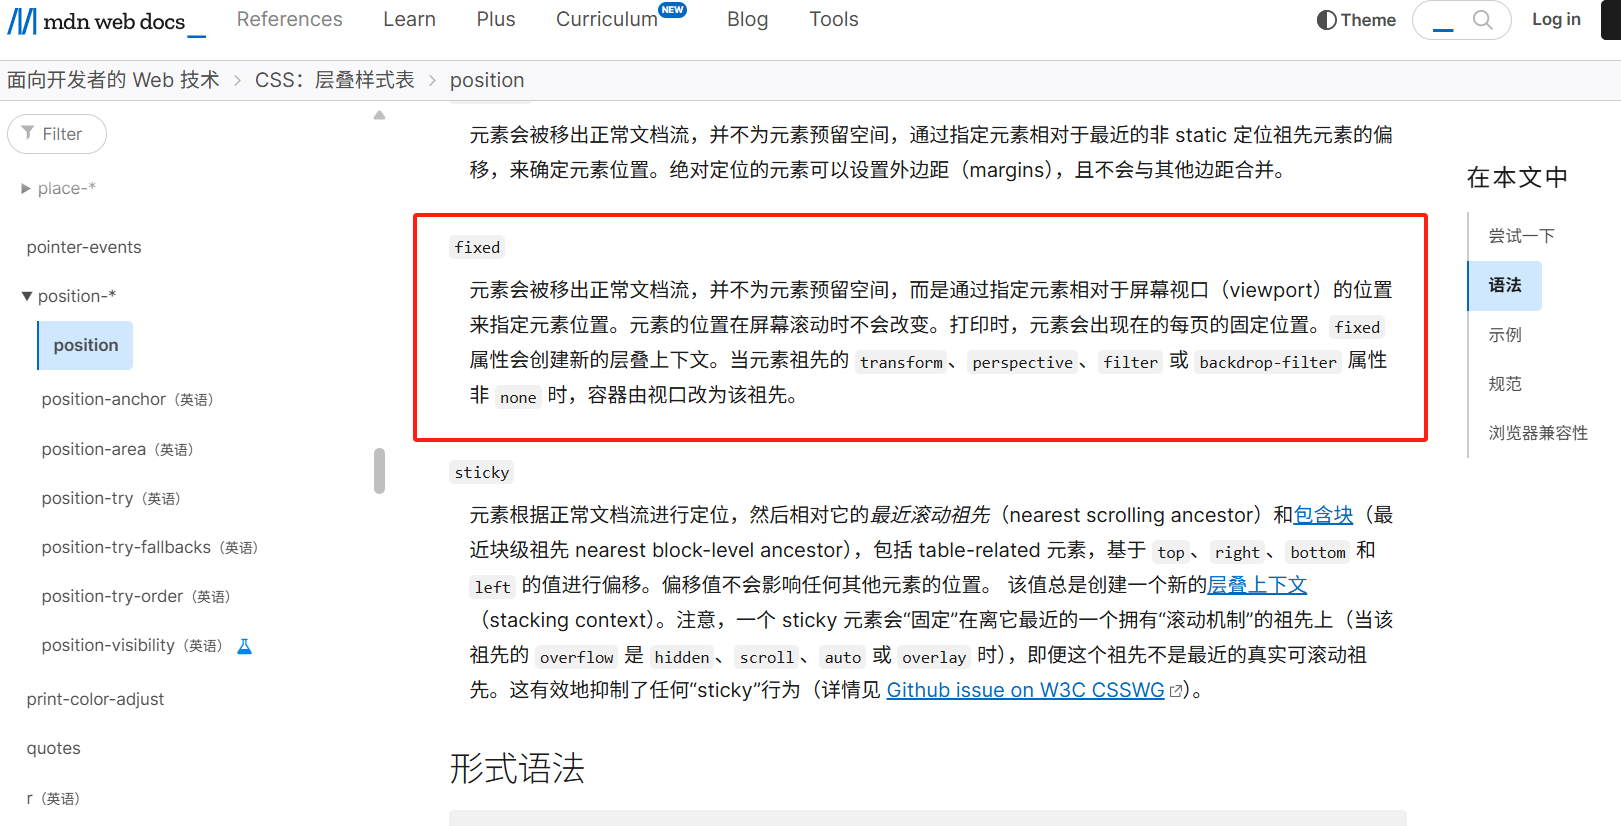 mdn web docs_
References
Learn
Plus
Curriculum NEW
Blog
Tools
Theme
Log in
面向开发者的 Web 技术 > CSS：层叠样式表 > position
Filter
place-*
pointer-events
position-*
position
position-anchor（英语）
position-area（英语）
position-try（英语）
position-try-fallbacks（英语）
position-try-order（英语）
position-visibility（英语）
print-color-adjust
quotes
r（英语）
元素会被移出正常文档流，并不为元素预留空间，通过指定元素相对于最近的非 static 定位祖先元素的偏
移，来确定元素位置。绝对定位的元素可以设置外边距（margins），且不会与其他边距合并。
fixed
元素会被移出正常文档流，并不为元素预留空间，而是通过指定元素相对于屏幕视口（viewport）的位置
来指定元素位置。元素的位置在屏幕滚动时不会改变。打印时，元素会出现在的每页的固定位置。fixed
属性会创建新的层叠上下文。当元素祖先的 transform、perspective、filter 或 backdrop-filter 属性
非 none 时，容器由视口改为该祖先。
sticky
元素根据正常文档流进行定位，然后相对它的最近滚动祖先（nearest scrolling ancestor）和包含块（最
近块级祖先 nearest block-level ancestor），包括 table-related 元素，基于 top、right、bottom 和
left 的值进行偏移。偏移值不会影响任何其他元素的位置。 该值总是创建一个新的层叠上下文
（stacking context）。注意，一个 sticky 元素会“固定”在离它最近的一个拥有“滚动机制”的祖先上（当该
祖先的 overflow 是 hidden、scroll、auto 或 overlay 时），即便这个祖先不是最近的真实可滚动祖
先。这有效地抑制了任何“sticky”行为（详情见 Github issue on W3C CSSWG）。
形式语法
在本文中
尝试一下
语法
示例
规范
浏览器兼容性